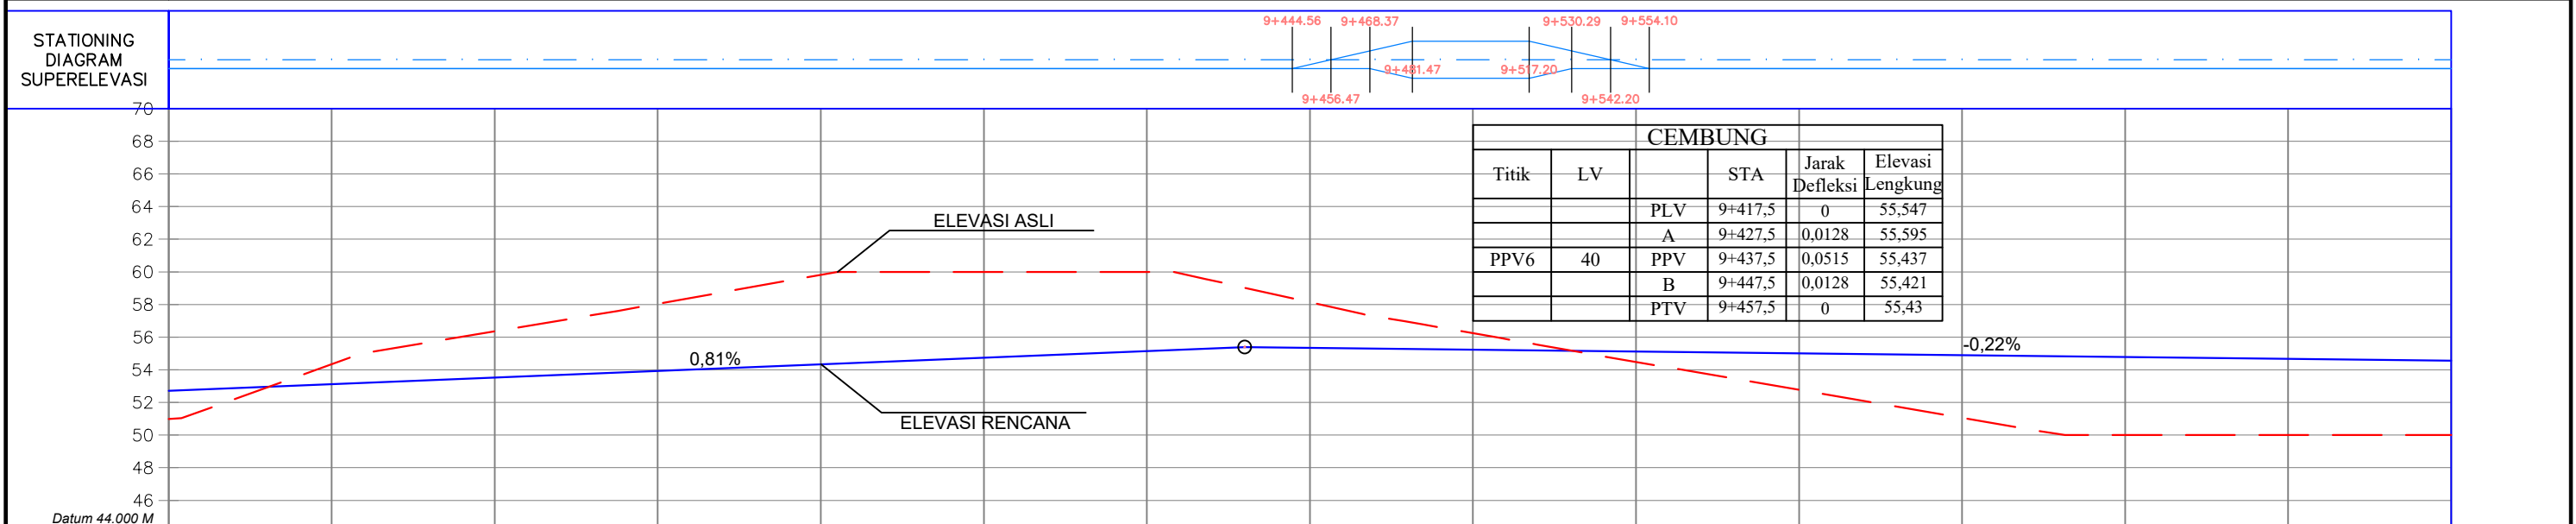 STATIONING
DIAGRAM
SUPERELEVASI
9+444.56 9+468.37 9+530.29 9+554.10
9+481.47 9+517.20
9+456.47 9+542.20
70
68
66
64
62
60
58
56
54
52
50
48
46
Datum 44.000 M
ELEVASI ASLI
0,81%
ELEVASI RENCANA
-0,22%
CEMBUNG
Titik LV STA Jarak Defleksi Elevasi Lengkung
PLV 9+417,5 0 55,547
A 9+427,5 0,0128 55,595
PPV6 40 PPV 9+437,5 0,0515 55,437
B 9+447,5 0,0128 55,421
PTV 9+457,5 0 55,43